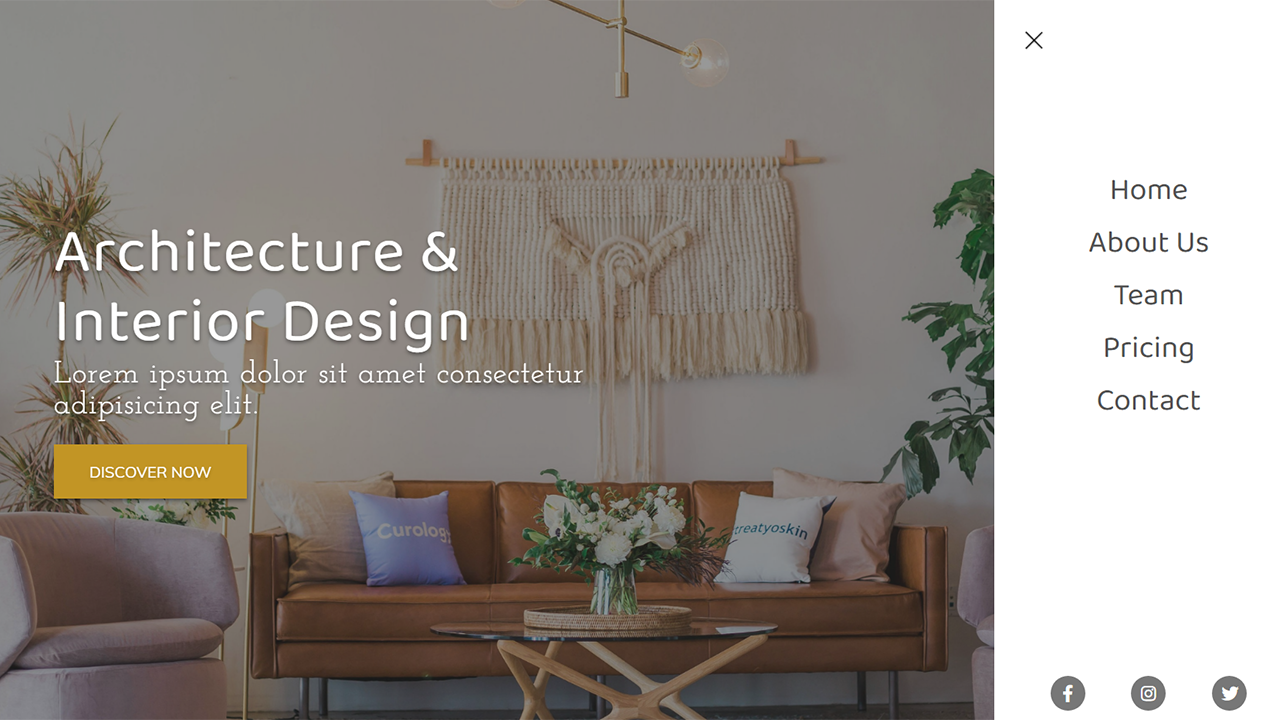 Architecture &
Interior Design
Lorem ipsum dolor sit amet consectetur
adipisicing elit.
DISCOVER NOW
Curology
treatyoskin
Home
About Us
Team
Pricing
Contact